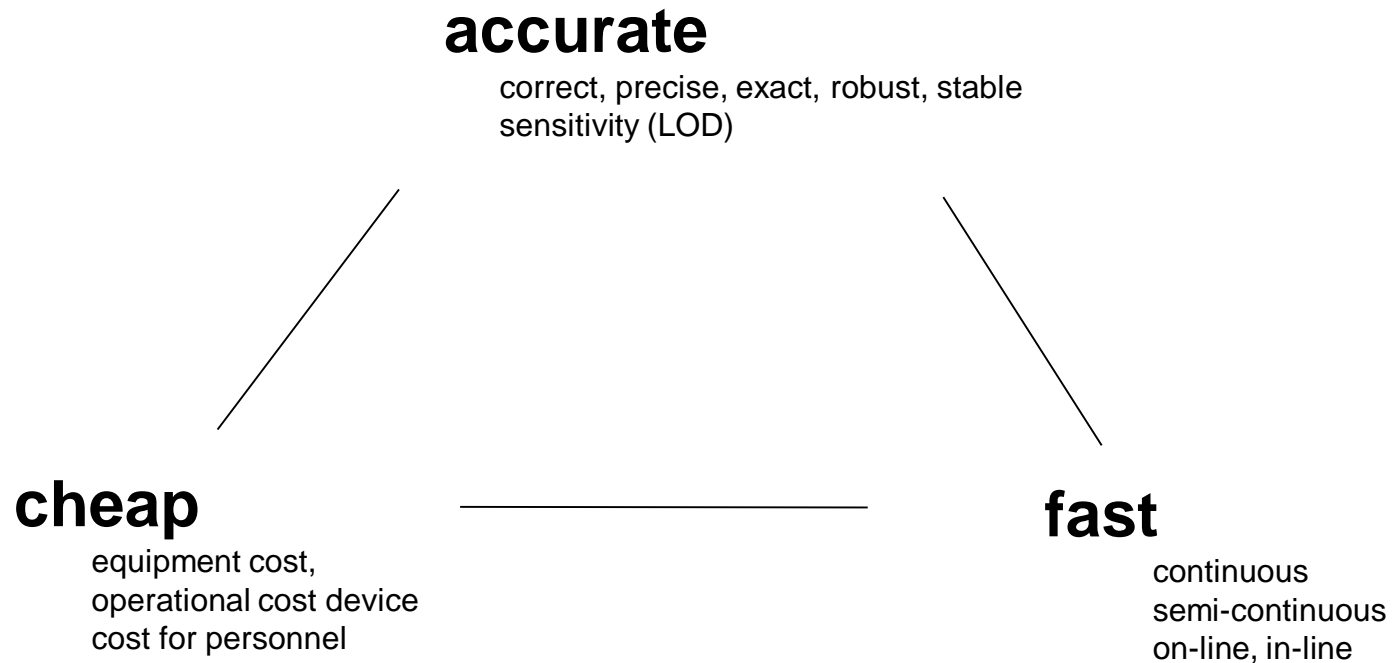 accurate
correct, precise, exact, robust, stable
sensitivity (LOD)
cheap
equipment cost,
operational cost device
cost for personnel
fast
continuous
semi-continuous
on-line, in-line